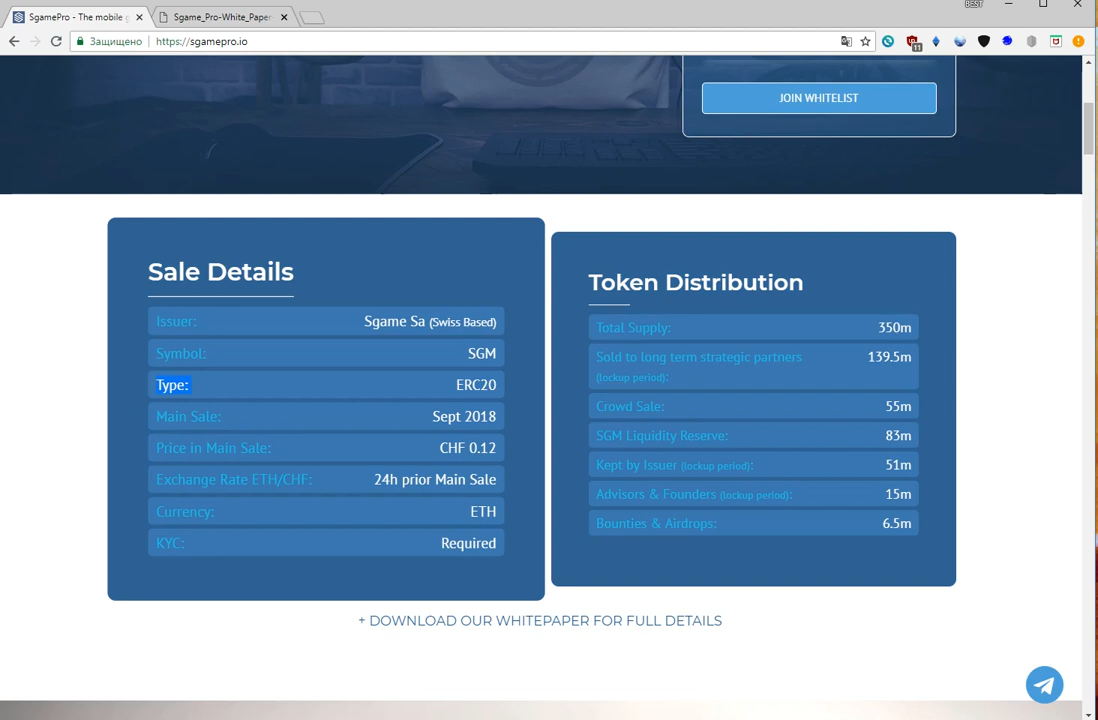 BEST
SgamePro - The mobile g
Sgame_Pro-White_Paper-
Защищено
https://sgamepro.io
11
JOIN WHITELIST
Sale Details
Issuer: Sgame Sa (Swiss Based)
Symbol: SGM
Type: ERC20
Main Sale: Sept 2018
Price in Main Sale: CHF 0.12
Exchange Rate ETH/CHF: 24h prior Main Sale
Currency: ETH
KYC: Required
Token Distribution
Total Supply: 350m
Sold to long term strategic partners 139.5m
(lockup period):
Crowd Sale: 55m
SGM Liquidity Reserve: 83m
Kept by Issuer (lockup period): 51m
Advisors & Founders (lockup period): 15m
Bounties & Airdrops: 6.5m
+ DOWNLOAD OUR WHITEPAPER FOR FULL DETAILS